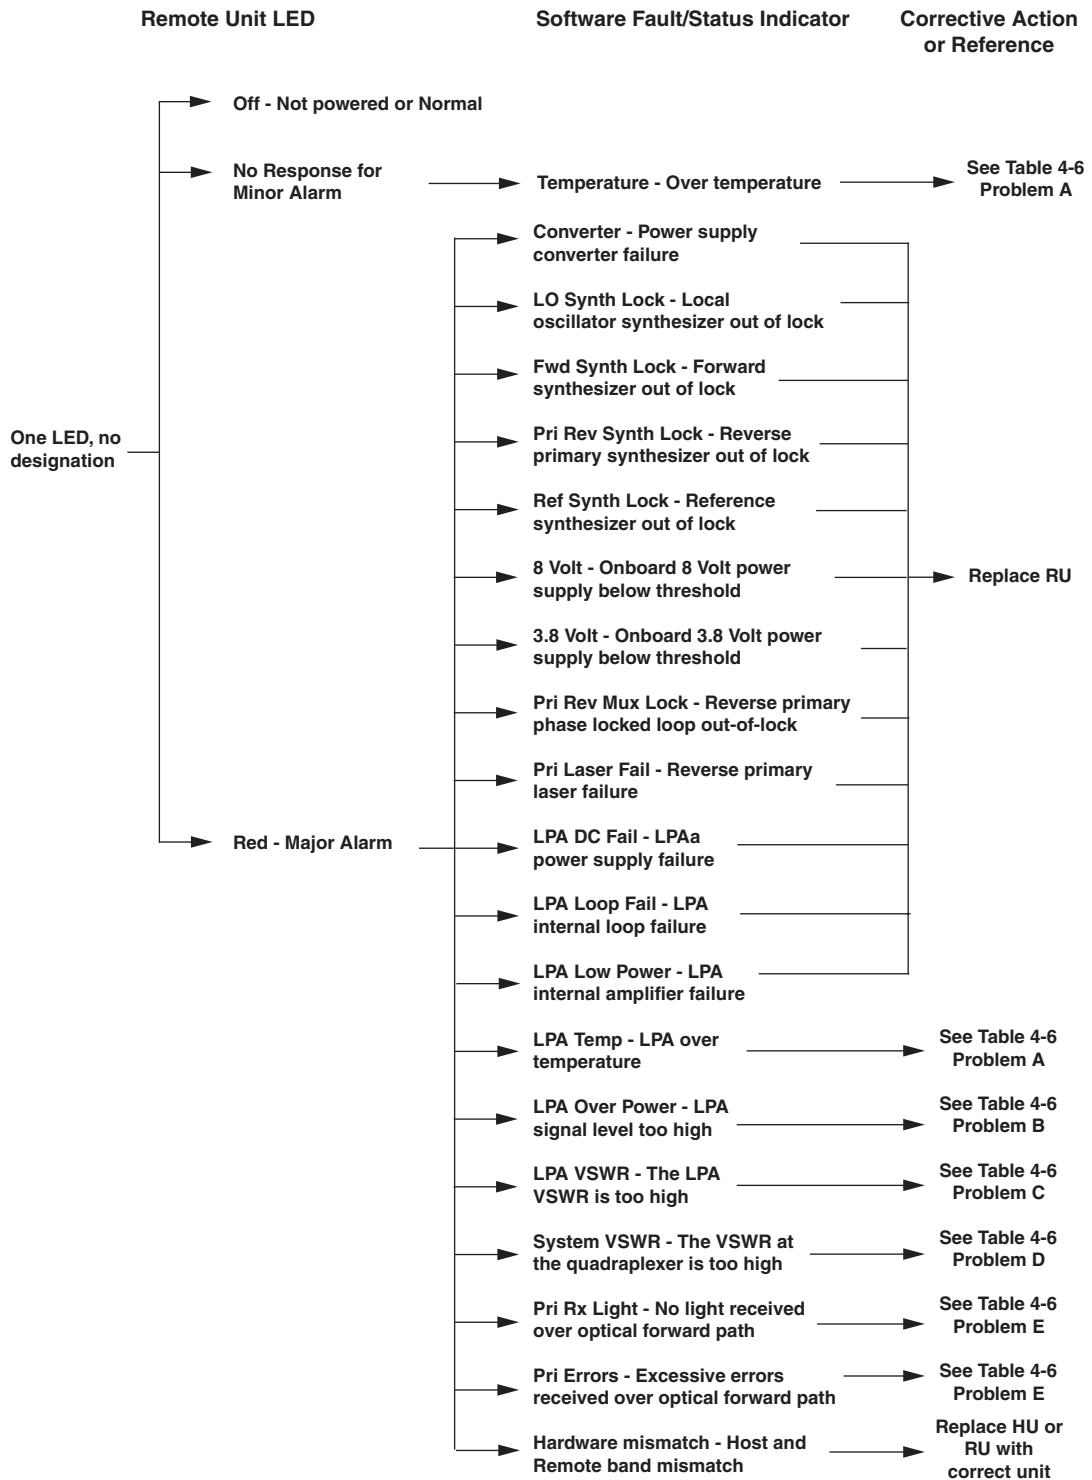 Remote Unit LED
Software Fault/Status Indicator
Corrective Action
or Reference
Off - Not powered or Normal
No Response for
Minor Alarm
Temperature - Over temperature
See Table 4-6
Problem A
Converter - Power supply
converter failure
LO Synth Lock - Local
oscillator synthesizer out of lock
Fwd Synth Lock - Forward
synthesizer out of lock
One LED, no
designation
Pri Rev Synth Lock - Reverse
primary synthesizer out of lock
Ref Synth Lock - Reference
synthesizer out of lock
8 Volt - Onboard 8 Volt power
supply below threshold
Replace RU
3.8 Volt - Onboard 3.8 Volt power
supply below threshold
Pri Rev Mux Lock - Reverse primary
phase locked loop out-of-lock
Pri Laser Fail - Reverse primary
laser failure
Red - Major Alarm
LPA DC Fail - LPAa
power supply failure
LPA Loop Fail - LPA
internal loop failure
LPA Low Power - LPA
internal amplifier failure
LPA Temp - LPA over
temperature
See Table 4-6
Problem A
LPA Over Power - LPA
signal level too high
See Table 4-6
Problem B
LPA VSWR - The LPA
VSWR is too high
See Table 4-6
Problem C
System VSWR - The VSWR at
the quadraplexer is too high
See Table 4-6
Problem D
Pri Rx Light - No light received
over optical forward path
See Table 4-6
Problem E
Pri Errors - Excessive errors
received over optical forward path
See Table 4-6
Problem E
Hardware mismatch - Host and
Remote band mismatch
Replace HU or
RU with
correct unit